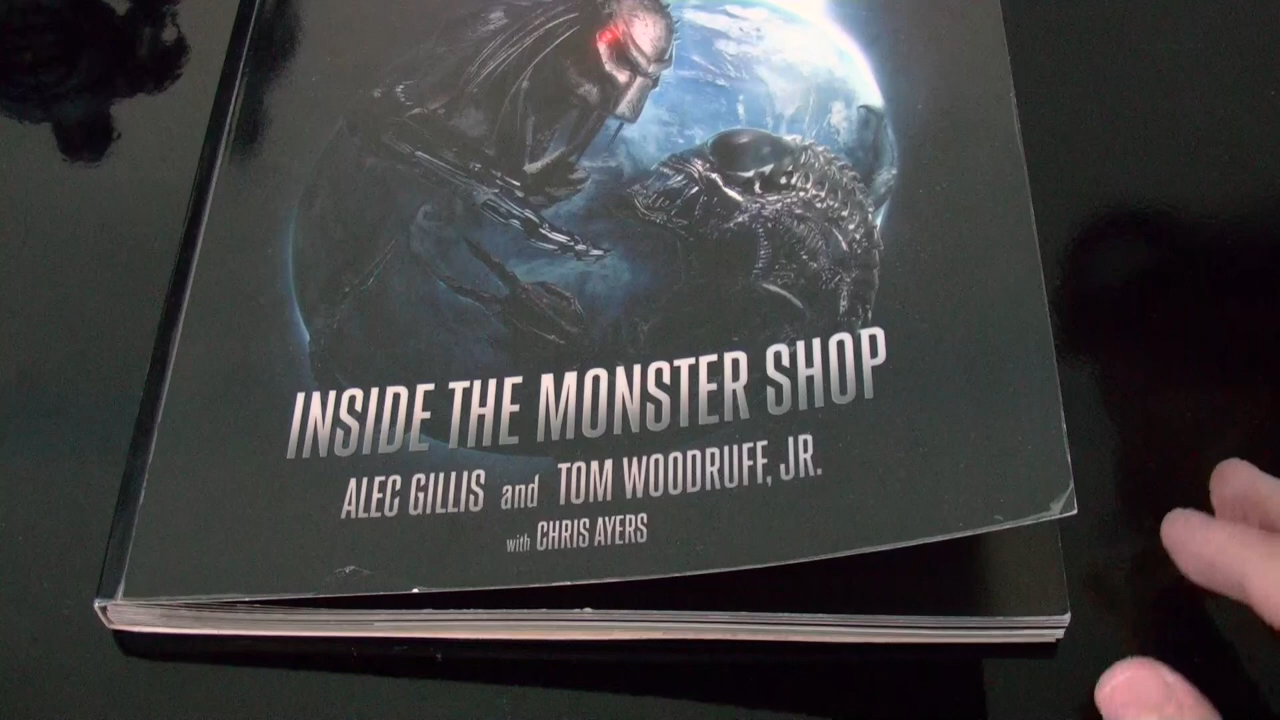 INSIDE THE MONSTER SHOP
ALEC GILLIS and TOM WOODRUFF, JR.
with CHRIS AYERS